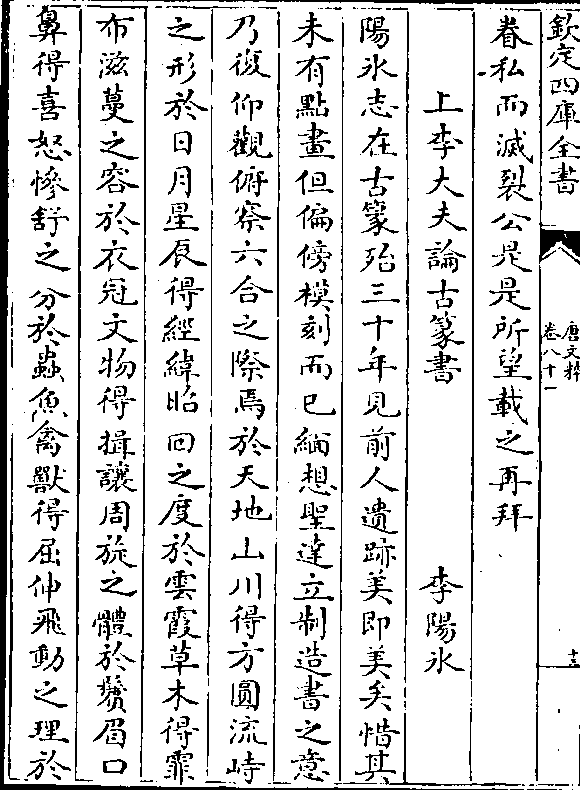 欽定四庫全書
唐文粹
卷八十一
十三
眷私而滅裂公是是所望載之再拜
上李大夫論古篆書 李陽氷
陽氷志在古篆殆三十年見前人遺跡美即美矣惜其
未有點畫但偏傍模刻而已緬想聖達立制造書之意
乃復仰觀俯察六合之際焉於天地山川得方圓流峙
之形於日月星辰得經緯昭回之度於雲霞草木得霏
布滋蔓之容於衣冠文物得揖讓周旋之體於鬚眉口
鼻得喜怒慘舒之分於蟲魚禽獸得屈伸飛動之理於